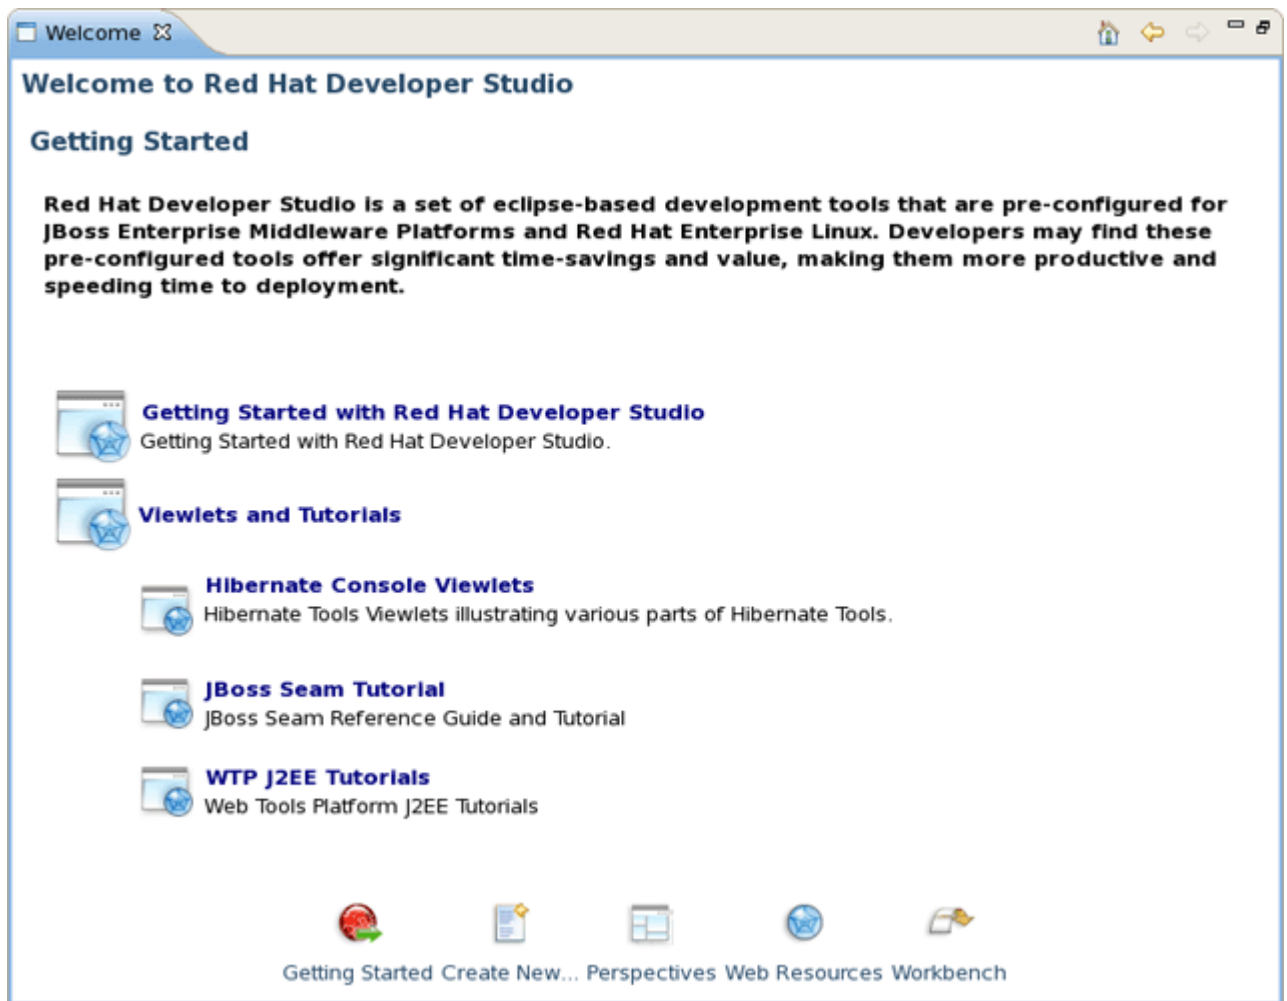 Welcome
Welcome to Red Hat Developer Studio
Getting Started
Red Hat Developer Studio is a set of eclipse-based development tools that are pre-configured for
JBoss Enterprise Middleware Platforms and Red Hat Enterprise Linux. Developers may find these
pre-configured tools offer significant time-savings and value, making them more productive and
speeding time to deployment.
Getting Started with Red Hat Developer Studio
Getting Started with Red Hat Developer Studio.
Viewlets and Tutorials
Hibernate Console Viewlets
Hibernate Tools Viewlets illustrating various parts of Hibernate Tools.
JBoss Seam Tutorial
JBoss Seam Reference Guide and Tutorial
WTP J2EE Tutorials
Web Tools Platform J2EE Tutorials
Getting Started Create New... Perspectives Web Resources Workbench